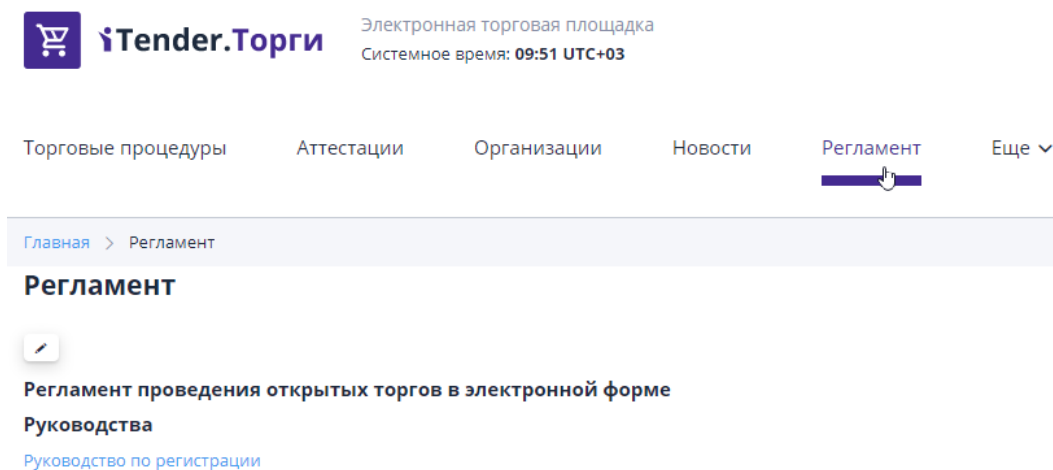 iTender.Торги
Электронная торговая площадка
Системное время: 09:51 UTC+03
Торговые процедуры Аттестации Организации Новости Регламент Еще
Главная > Регламент
Регламент
Регламент проведения открытых торгов в электронной форме
Руководства
Руководство по регистрации